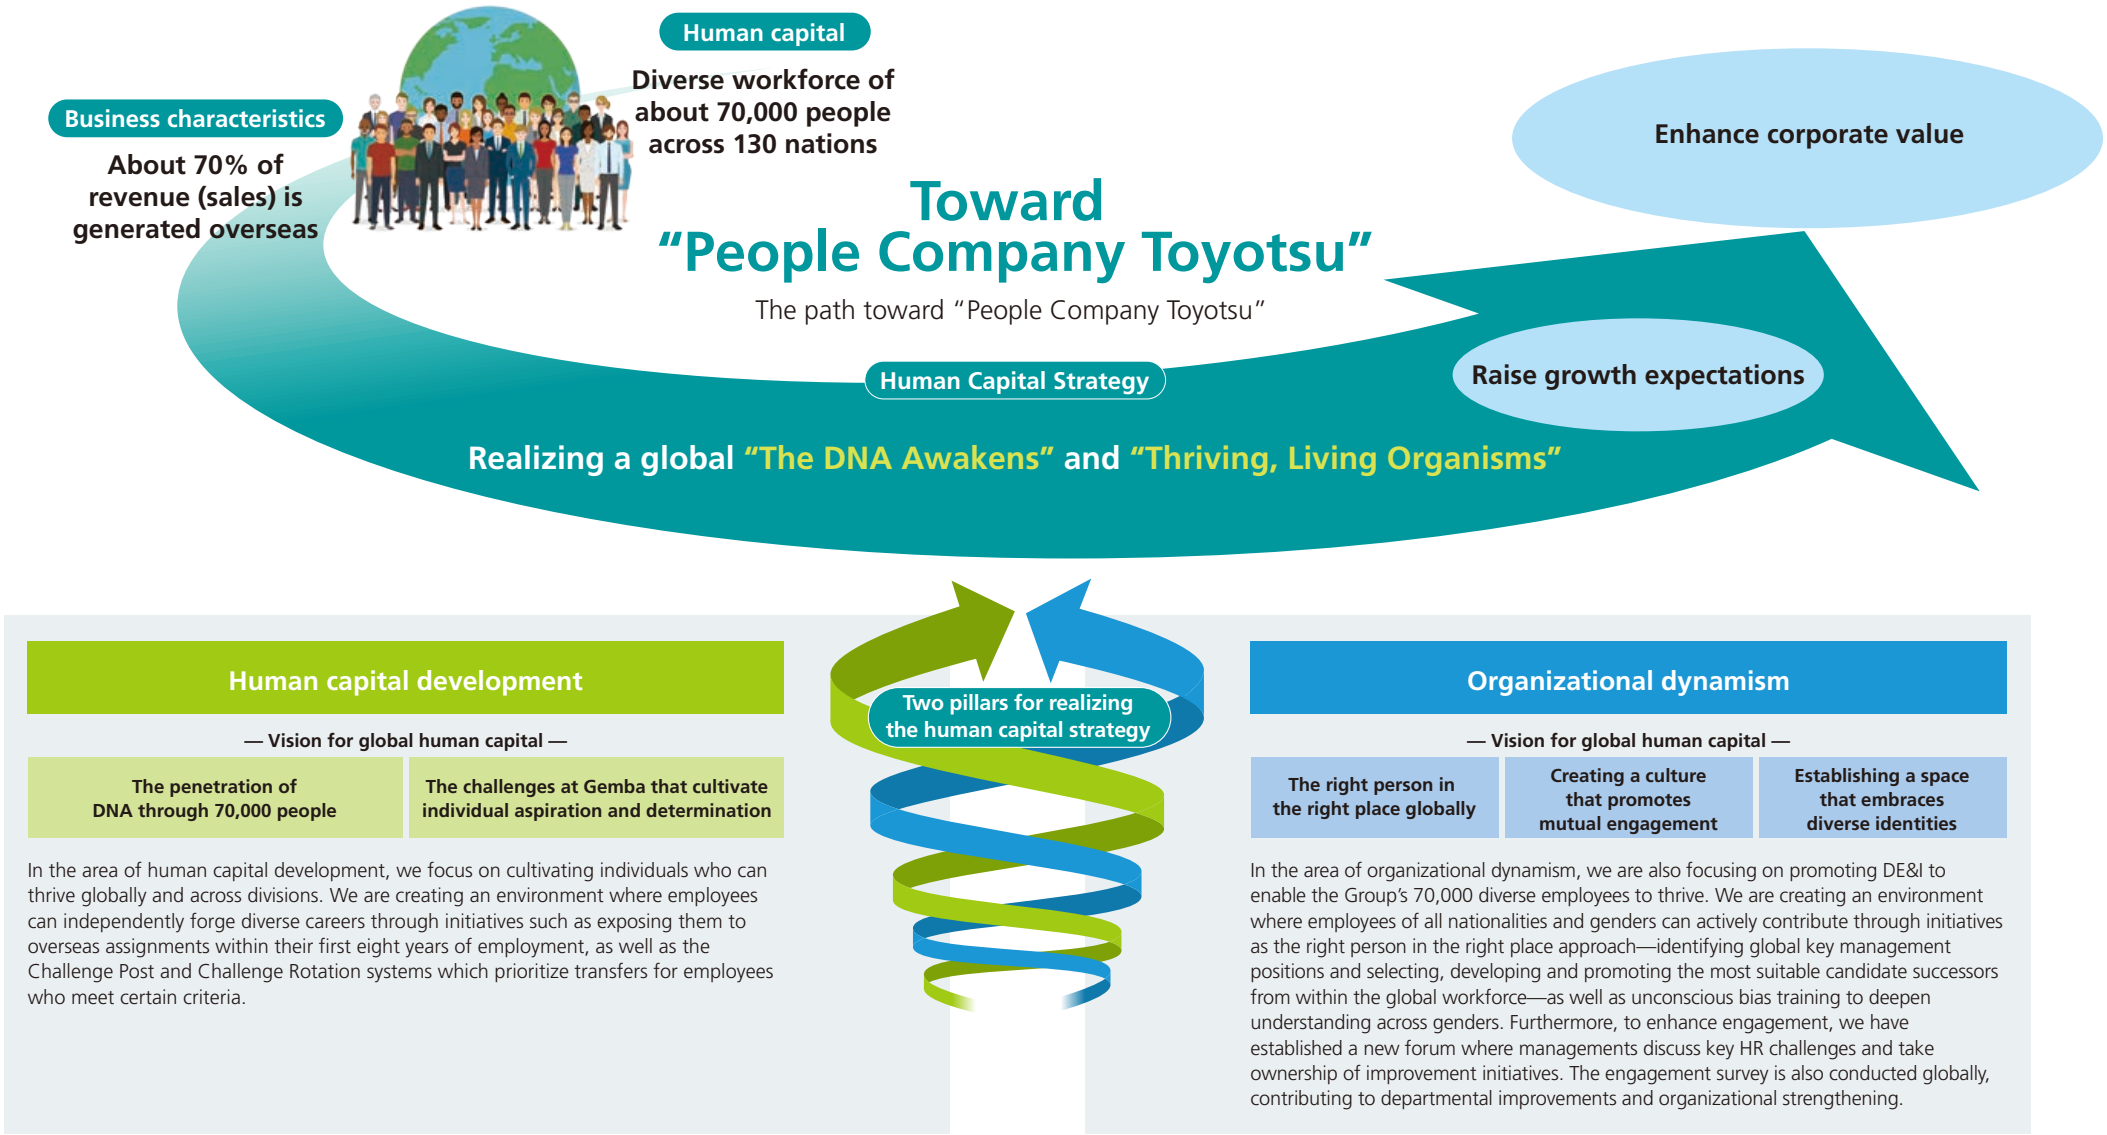 Human capital
Diverse workforce of
about 70,000 people
across 130 nations
Business characteristics
About 70% of
revenue (sales) is
generated overseas
Toward
“People Company Toyotsu”
The path toward “People Company Toyotsu”
Enhance corporate value
Raise growth expectations
Human Capital Strategy
Realizing a global “The DNA Awakens” and “Thriving, Living Organisms”
Two pillars for realizing
the human capital strategy
Human capital development
— Vision for global human capital —
The penetration of
DNA through 70,000 people
The challenges at Gemba that cultivate
individual aspiration and determination
In the area of human capital development, we focus on cultivating individuals who can
thrive globally and across divisions. We are creating an environment where employees
can independently forge diverse careers through initiatives such as exposing them to
overseas assignments within their first eight years of employment, as well as the
Challenge Post and Challenge Rotation systems which prioritize transfers for employees
who meet certain criteria.
Organizational dynamism
— Vision for global human capital —
The right person in
the right place globally
Creating a culture
that promotes
mutual engagement
Establishing a space
that embraces
diverse identities
In the area of organizational dynamism, we are also focusing on promoting DE&I to
enable the Group’s 70,000 diverse employees to thrive. We are creating an environment
where employees of all nationalities and genders can actively contribute through initiatives
as the right person in the right place approach—identifying global key management
positions and selecting, developing and promoting the most suitable candidate successors
from within the global workforce—as well as unconscious bias training to deepen
understanding across genders. Furthermore, to enhance engagement, we have
established a new forum where managements discuss key HR challenges and take
ownership of improvement initiatives. The engagement survey is also conducted globally,
contributing to departmental improvements and organizational strengthening.